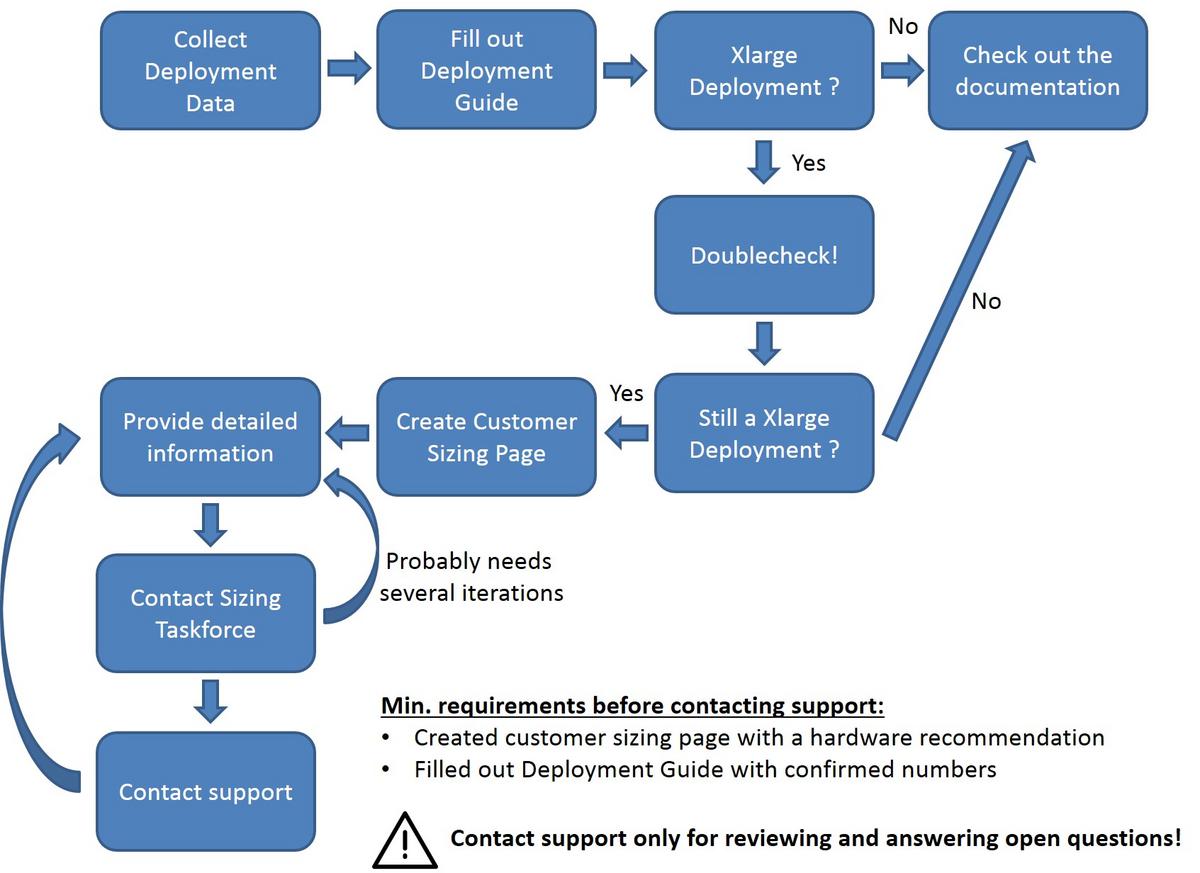 Collect
Deployment
Data
Fill out
Deployment
Guide
Xlarge
Deployment ?
No
Check out the
documentation
Yes
Doublecheck!
No
Provide detailed
information
Create Customer
Sizing Page
Yes
Still a Xlarge
Deployment ?
Probably needs
several iterations
Contact Sizing
Taskforce
Contact support
Min. requirements before contacting support:
• Created customer sizing page with a hardware recommendation
• Filled out Deployment Guide with confirmed numbers
! Contact support only for reviewing and answering open questions!